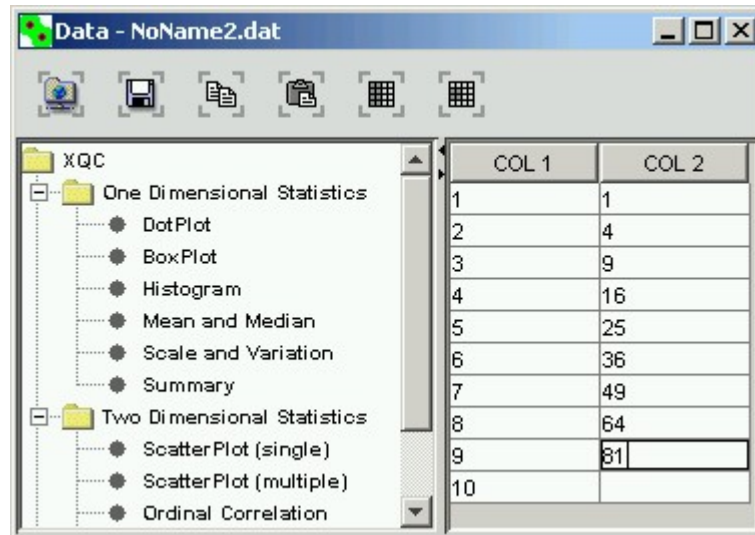 Data - NoName2.dat
XQC
One Dimensional Statistics
DotPlot
BoxPlot
Histogram
Mean and Median
Scale and Variation
Summary
Two Dimensional Statistics
ScatterPlot (single)
ScatterPlot (multiple)
Ordinal Correlation
COL 1 COL 2
1 1
2 4
3 9
4 16
5 25
6 36
7 49
8 64
9 81
10